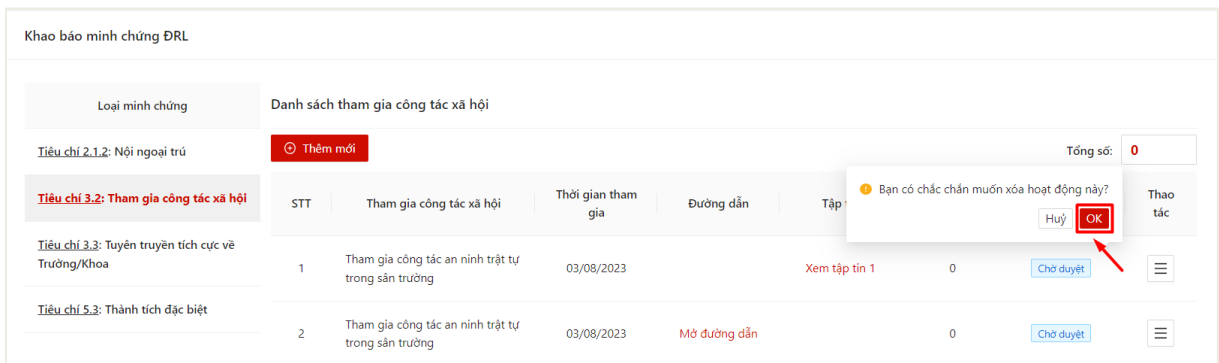 Khao báo minh chứng ĐRL
Loại minh chứng
Tiêu chí 2.1.2: Nội ngoại trú
Tiêu chí 3.2: Tham gia công tác xã hội
Tiêu chí 3.3: Tuyên truyền tích cực về
Trường/Khoa
Tiêu chí 5.3: Thành tích đặc biệt
Danh sách tham gia công tác xã hội
Thêm mới
Tổng số: 0
Bạn có chắc chắn muốn xóa hoạt động này?
Huỷ OK
STT Tham gia công tác xã hội Thời gian tham gia Đường dẫn Tập Thao tác
1 Tham gia công tác an ninh trật tự
trong sân trường 03/08/2023 Xem tập tin 1 0 Chờ duyệt
2 Tham gia công tác an ninh trật tự
trong sân trường 03/08/2023 Mở đường dẫn 0 Chờ duyệt